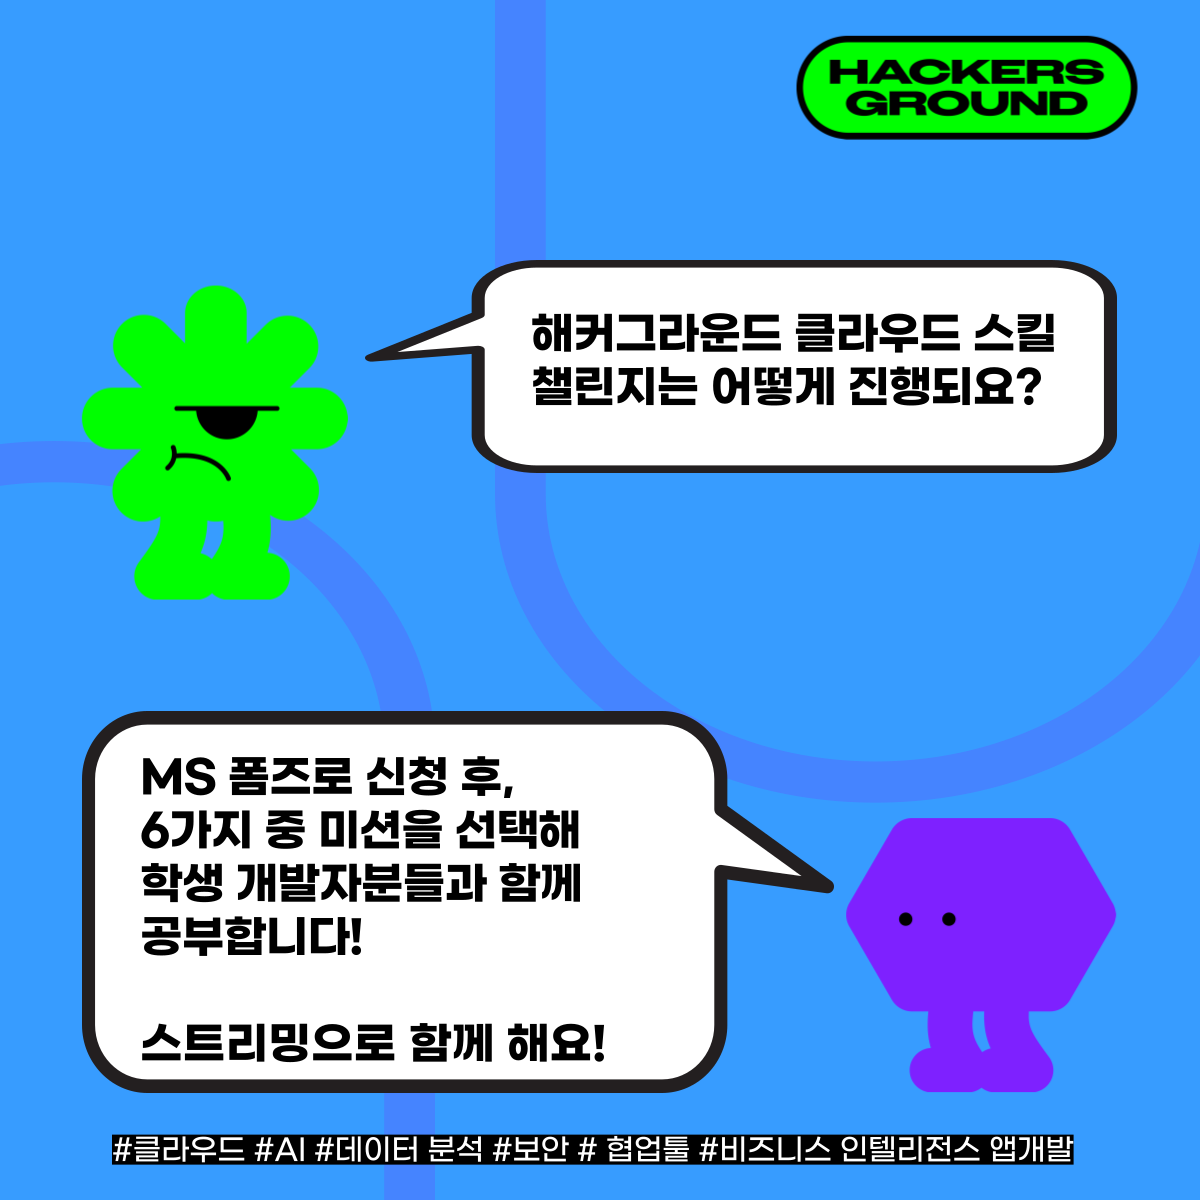 HACKERS
GROUND
해커그라운드 클라우드 스킬
챌린지는 어떻게 진행되요?
MS 폼즈로 신청 후,
6가지 중 미션을 선택해
학생 개발자분들과 함께
공부합니다!
스트리밍으로 함께 해요!
#클라우드 #AI #데이터 분석 #보안 # 협업툴 #비즈니스 인텔리전스 앱개발